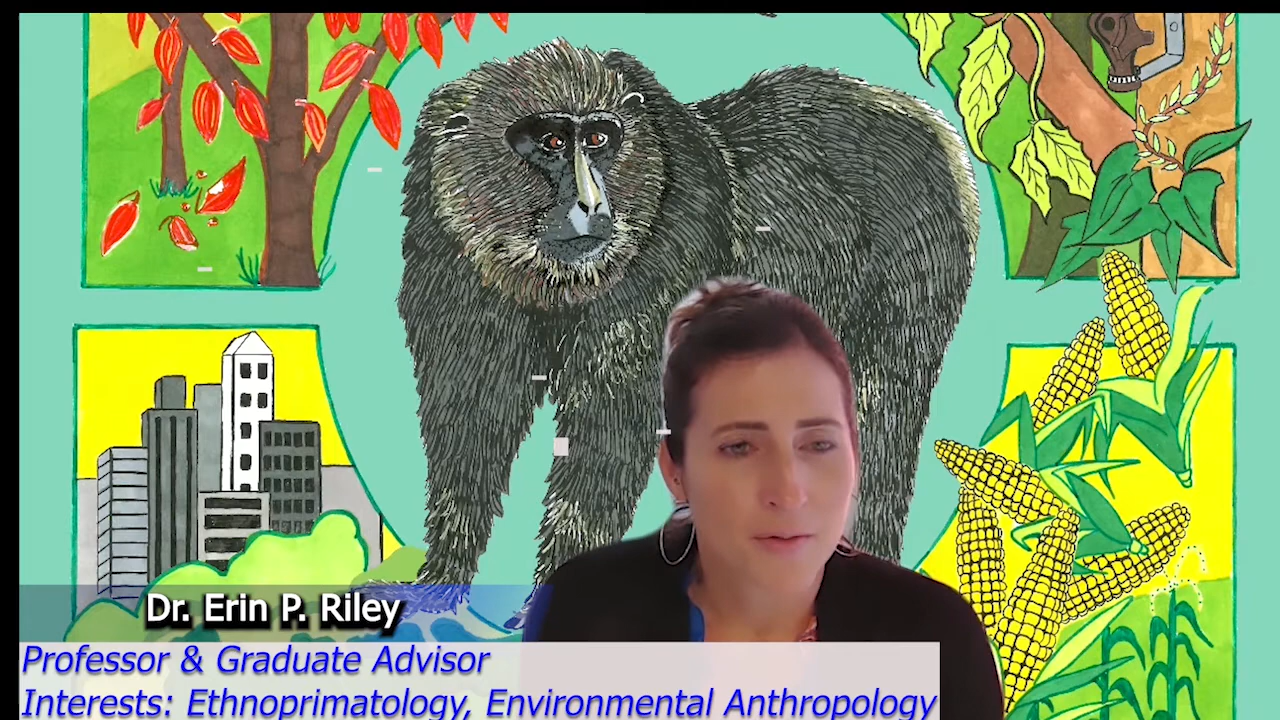 Dr. Erin P. Riley
Professor & Graduate Advisor
Interests: Ethnoprimatology, Environmental Anthropology